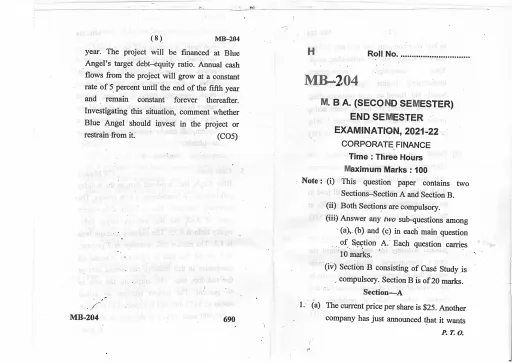 ( 8 ) MB–204
year. The project will be financed at Blue
Angel's target debt–equity ratio. Annual cash
flows from the project will grow at a constant
rate of 5 percent until the end of the fifth year
and remain constant forever thereafter.
Investigating this situation, comment whether
Blue Angel should invest in the project or
restrain from it. (CO5)
MB-204 690
H Roll No. ..............................
MB–204
M. B A. (SECOND SEMESTER)
END SEMESTER
EXAMINATION, 2021-22
CORPORATE FINANCE
Time : Three Hours
Maximum Marks : 100
Note : (i) This question paper contains two
Sections–Section A and Section B.
(ii) Both Sections are compulsory.
(iii) Answer any two sub-questions among
(a), (b) and (c) in each main question
of Section A. Each question carries
10 marks.
(iv) Section B consisting of Case Study is
compulsory. Section B is of 20 marks.
Section—A
1. (a) The current price per share is $25. Another
company has just announced that it wants
P. T. O.